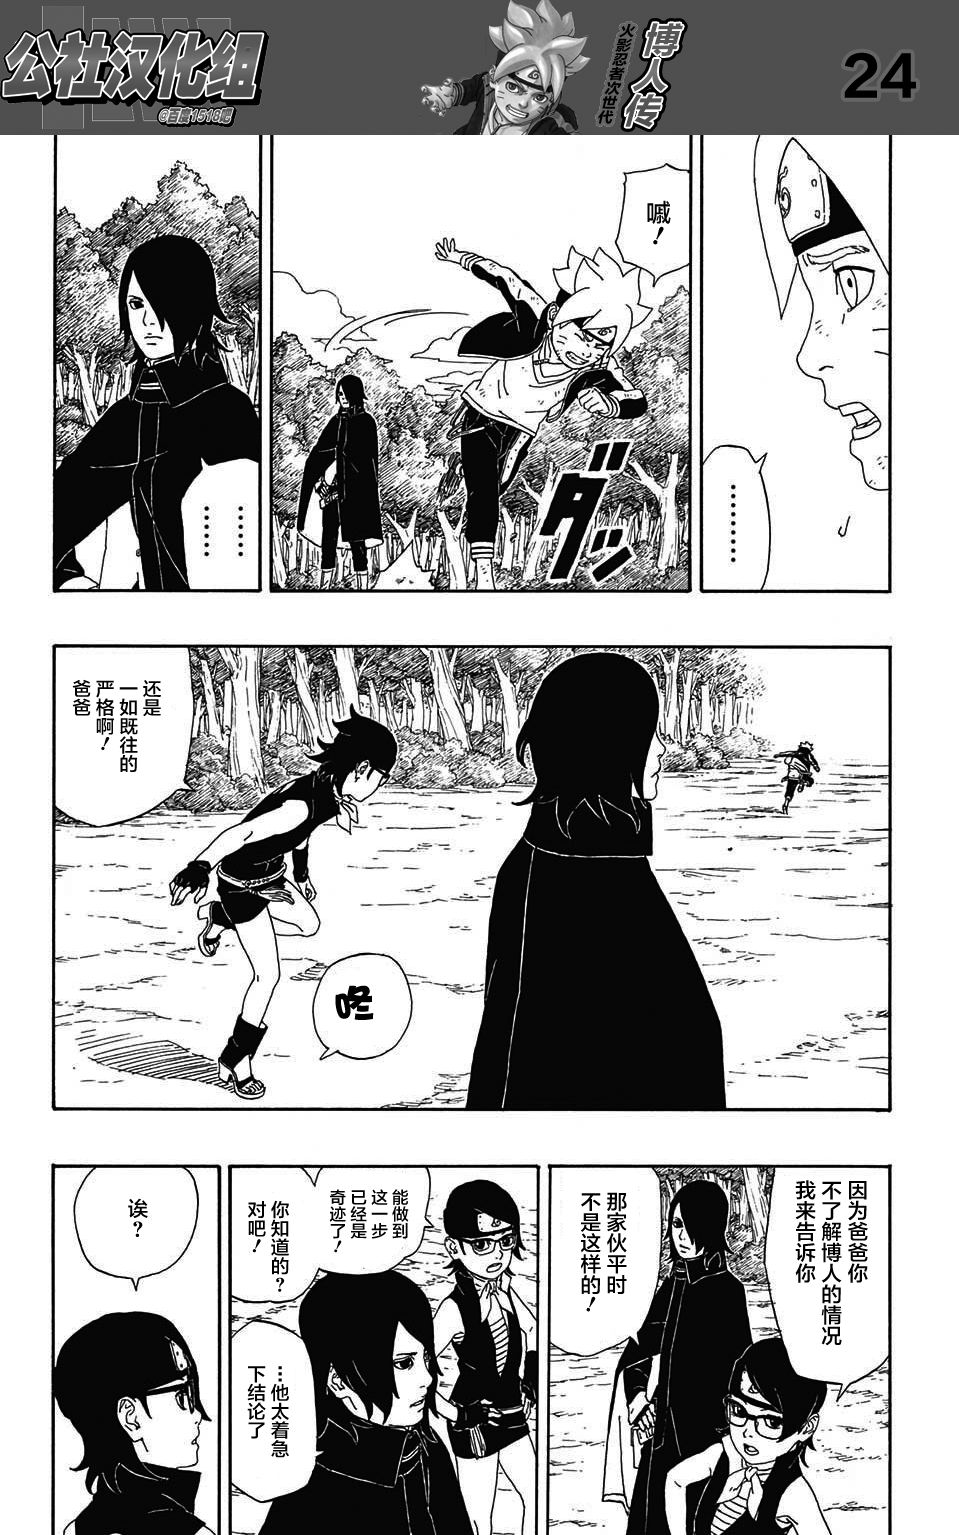 公社汉化组
@百度1516吧
火影忍者次世代
博人传
24
………
嘁！
ダッ
……
……
还是
一如既往的
严格啊！
爸爸
咚
因为爸爸你
不了解博人的情况
我来告诉你
那家伙平时
不是这样的！
能做到
这一步
已经是
奇迹了！
你知道的？
对吧！
…他太着急
下结论了
诶？